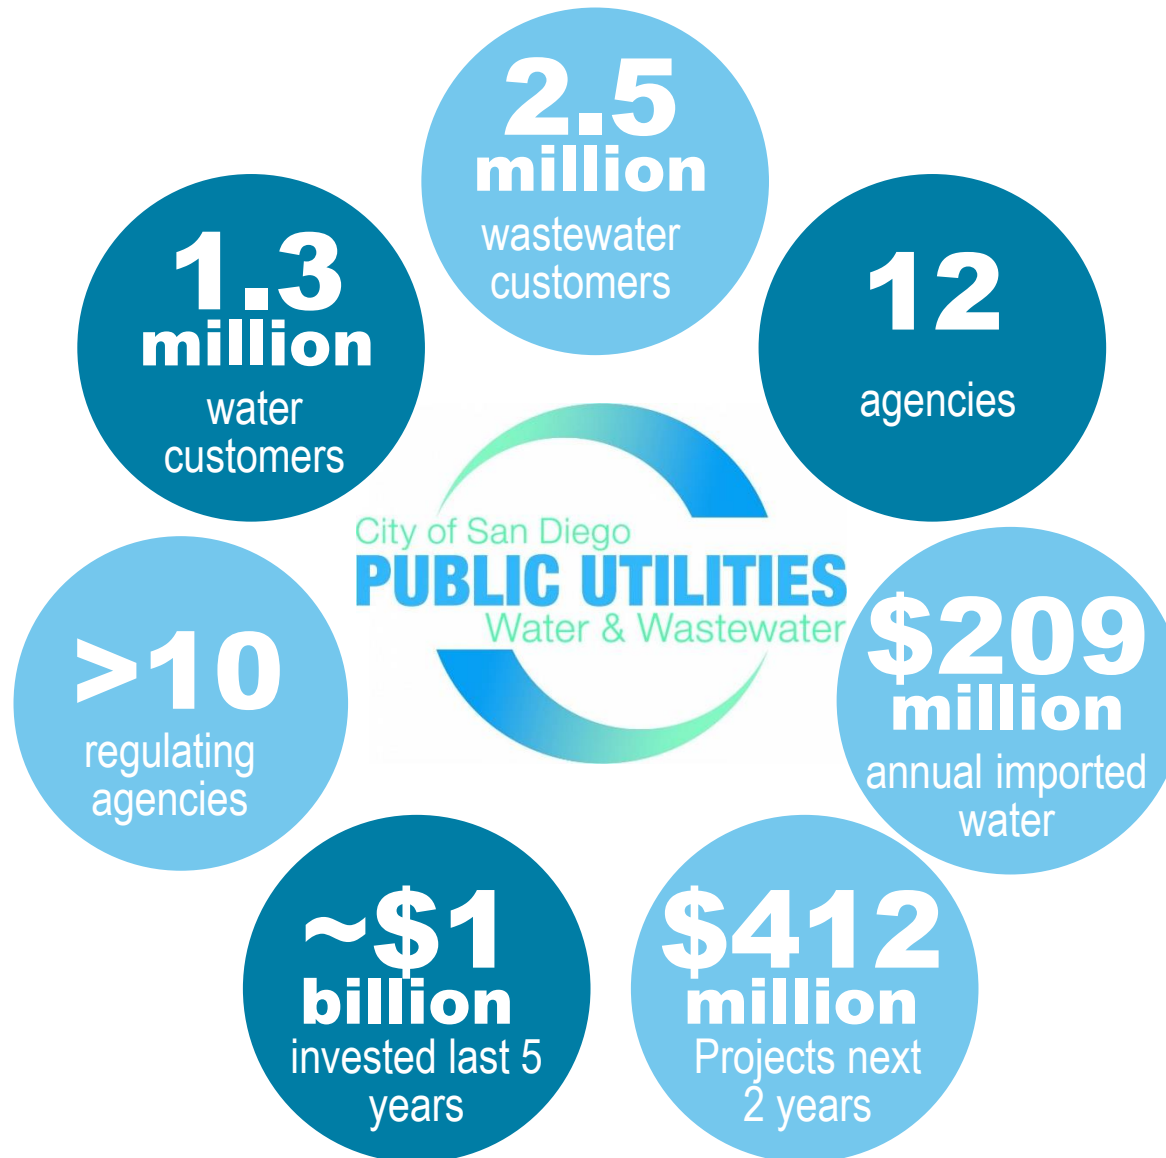 2.5
million
wastewater
customers
1.3
million
water
customers
12
agencies
City of San Diego
PUBLIC UTILITIES
Water & Wastewater
>10
regulating
agencies
$209
million
annual imported
water
~$1
billion
invested last 5
years
$412
million
Projects next
2 years